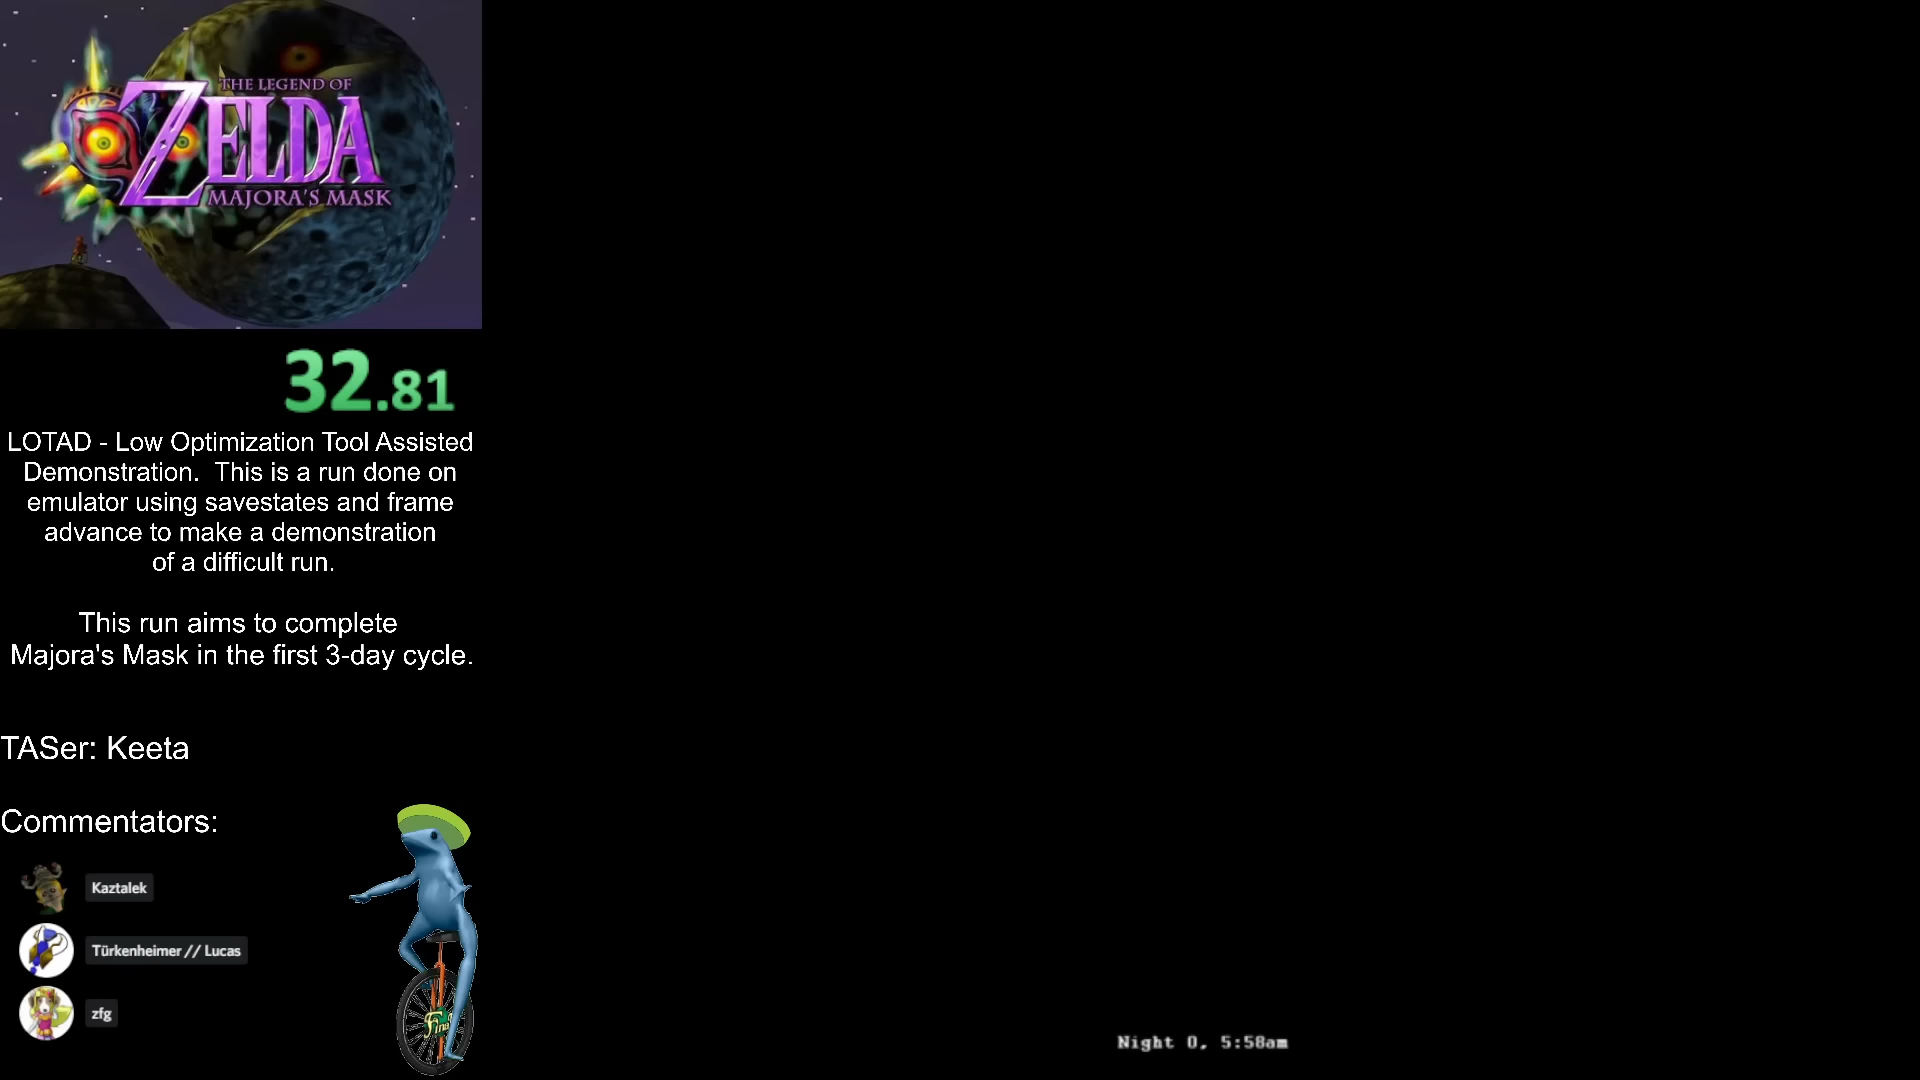 THE LEGEND OF
ZELDA
MAJORA'S MASK
32.81
LOTAD - Low Optimization Tool Assisted
Demonstration.  This is a run done on
emulator using savestates and frame
advance to make a demonstration
of a difficult run.
This run aims to complete
Majora's Mask in the first 3-day cycle.
TASer: Keeta
Commentators:
Kaztalek
Türkenheimer // Lucas
zfg
Final
Night 0, 5:58am